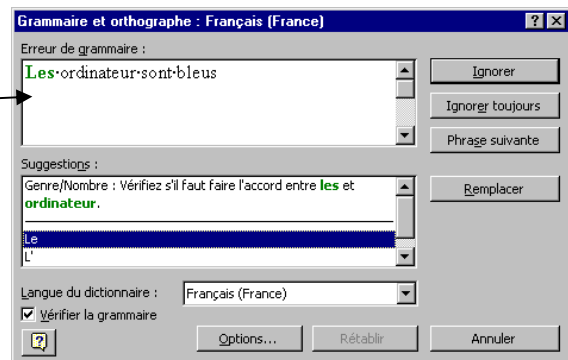 Grammaire et orthographe : Français (France)
Erreur de grammaire :
Les·ordinateur·sont·bleus
Ignorer
Ignorer toujours
Phrase suivante
Suggestions :
Genre/Nombre : Vérifiez s'il faut faire l'accord entre les et
ordinateur.
Le
L'
Remplacer
Langue du dictionnaire :
Français (France)
Vérifier la grammaire
Options...
Rétablir
Annuler